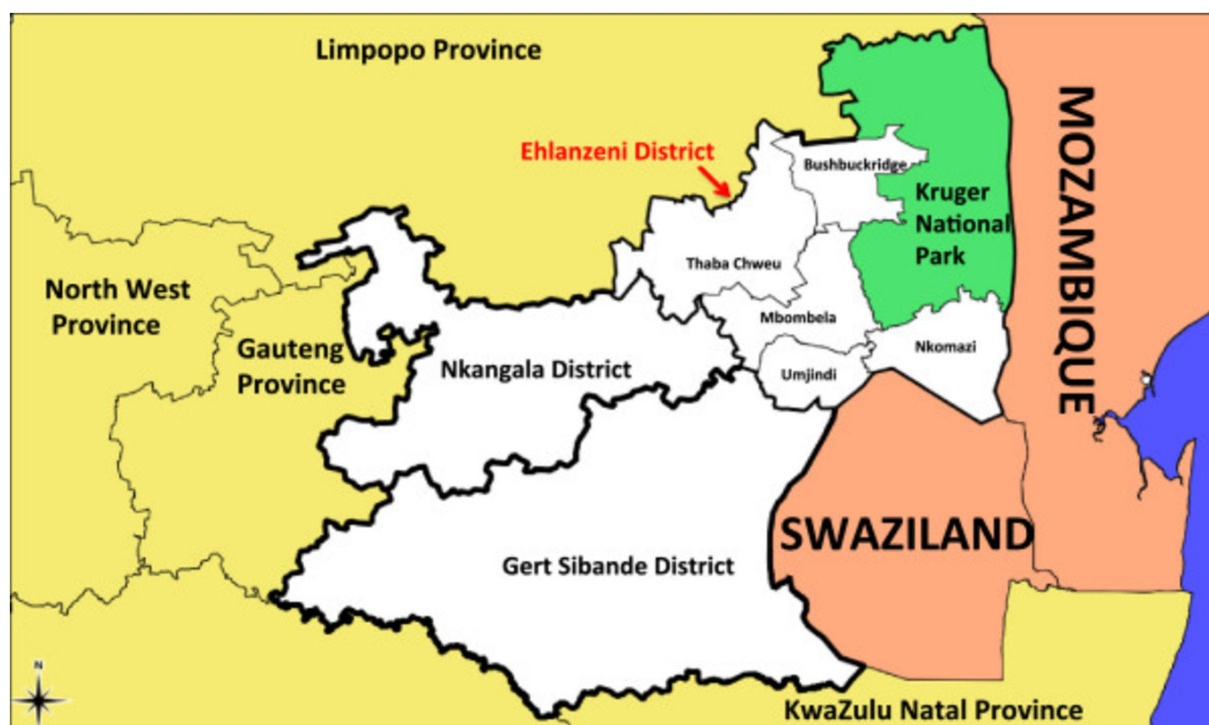 Limpopo Province
MOZAMBIQUE
Ehlanzeni District
Bushbuckridge
Kruger
National
Park
Thaba Chweu
North West
Province
Mbombela
Gauteng
Province
Nkomazi
Nkangala District
Umjindi
SWAZILAND
Gert Sibande District
N
KwaZulu Natal Province